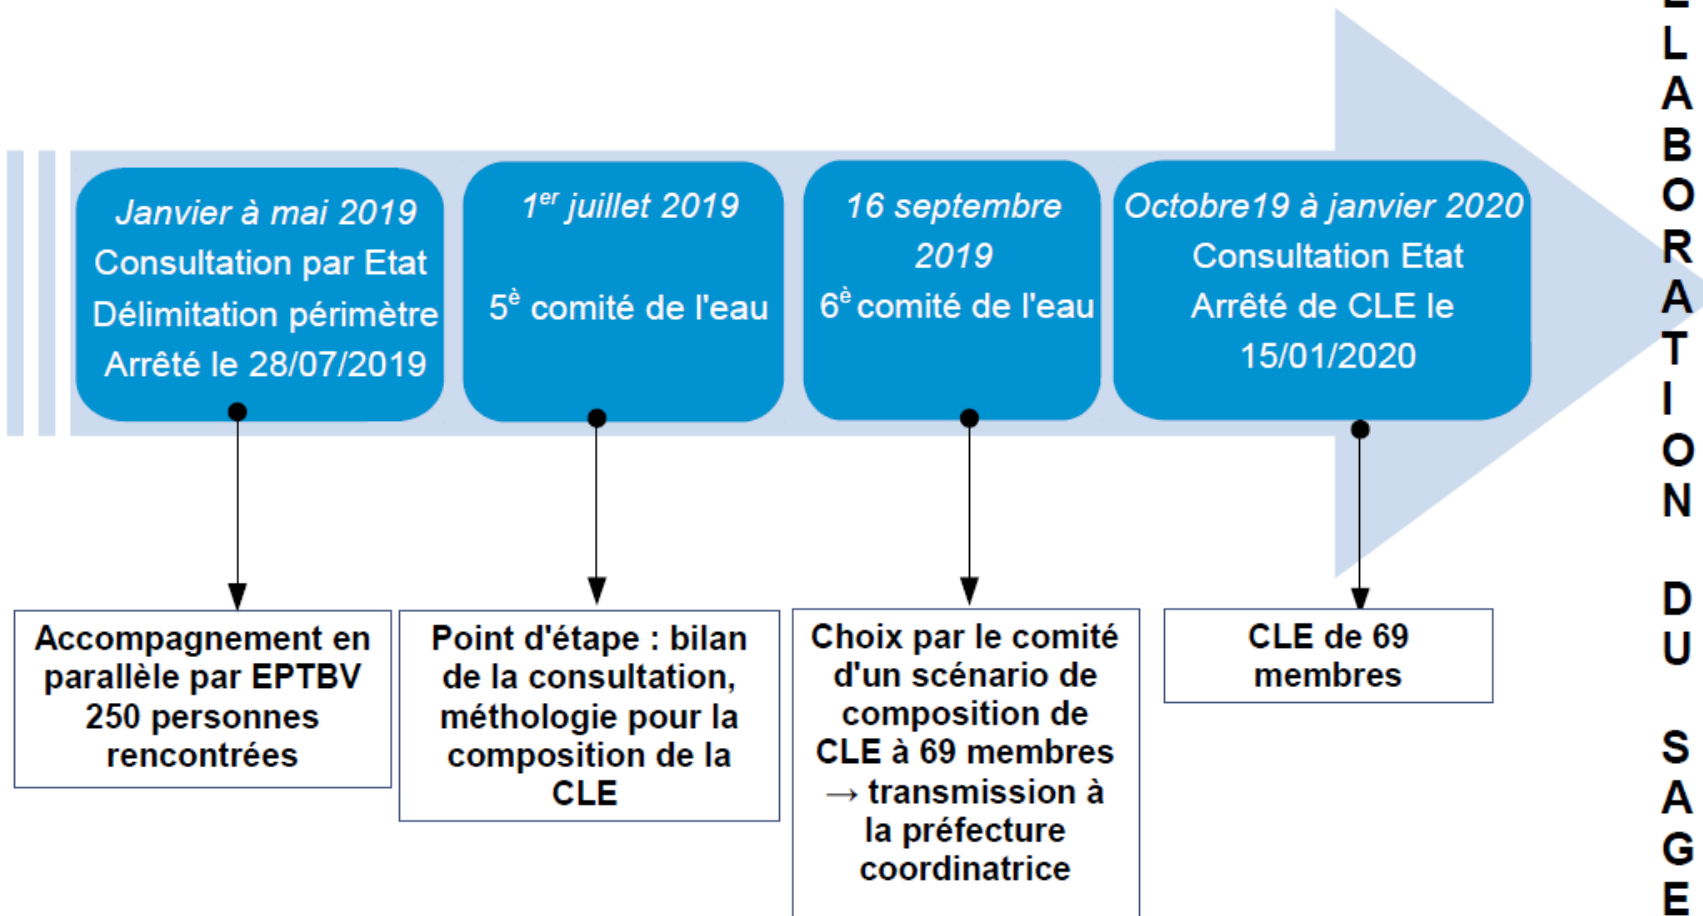 Janvier à mai 2019
Consultation par Etat
Délimitation périmètre
Arrêté le 28/07/2019
1er juillet 2019
5è comité de l'eau
16 septembre
2019
6è comité de l'eau
Octobre19 à janvier 2020
Consultation Etat
Arrêté de CLE le
15/01/2020
Accompagnement en
parallèle par EPTBV
250 personnes
rencontrées
Point d'étape : bilan
de la consultation,
méthologie pour la
composition de la
CLE
Choix par le comité
d'un scénario de
composition de
CLE à 69 membres
→ transmission à
la préfecture
coordinatrice
CLE de 69
membres
E
L
A
B
O
R
A
T
I
O
N
D
U
S
A
G
E